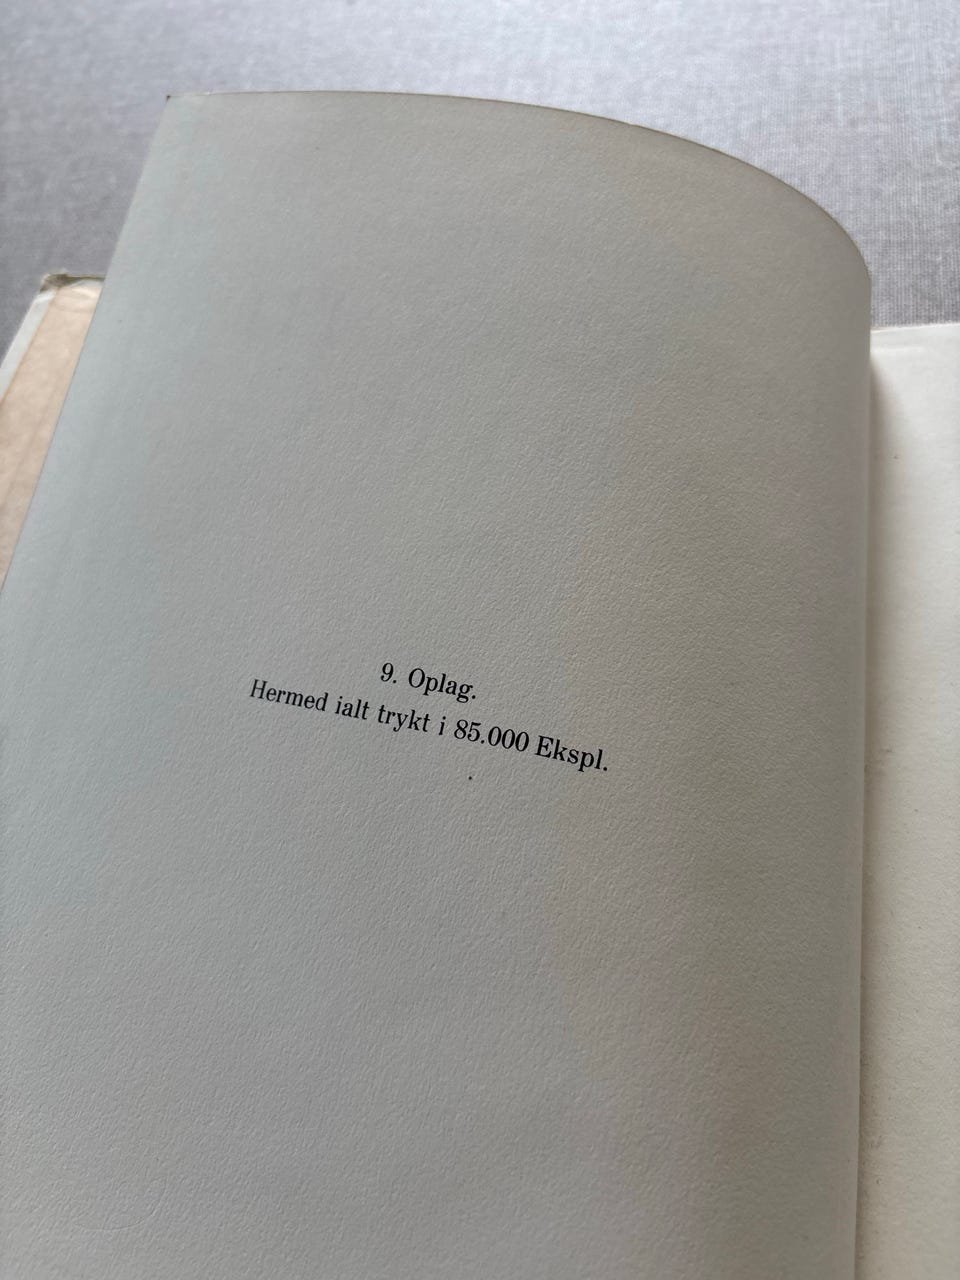 9. Oplag.
Hermed ialt trykt i 85.000 Ekspl.